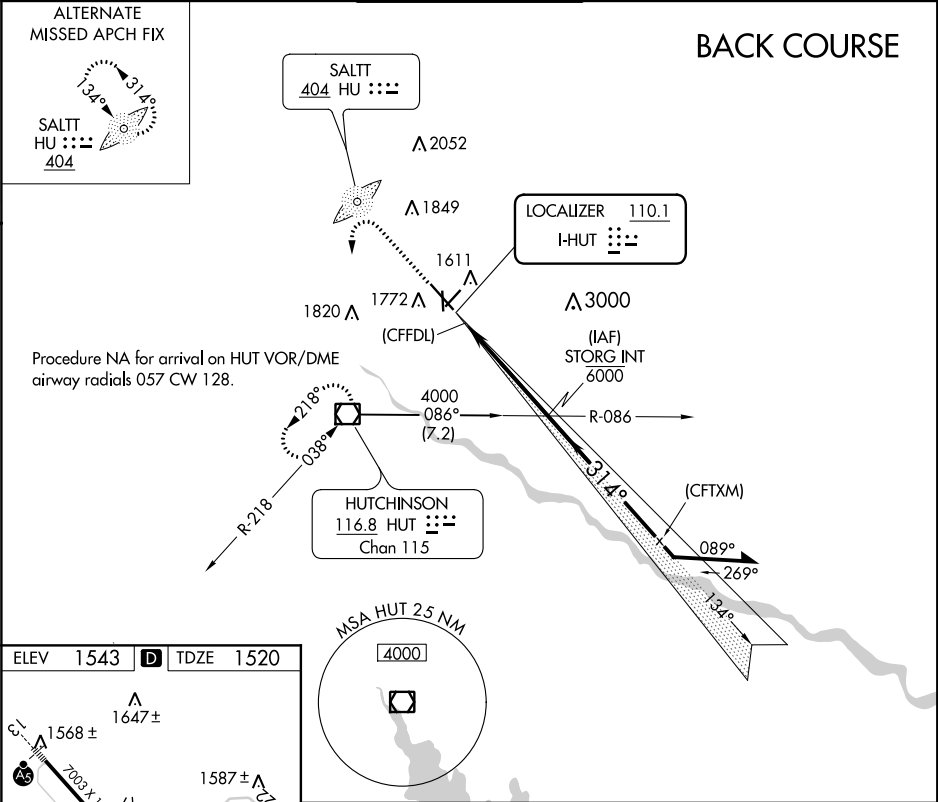 ALTERNATE
MISSED APCH FIX
134°
314°
SALTT
HU
404
BACK COURSE
SALTT
404 HU
2052
1849
LOCALIZER 110.1
I-HUT
1611
1772
1820
3000
(CFFDL)
(IAF)
STORG INT
6000
Procedure NA for arrival on HUT VOR/DME
airway radials 057 CW 128.
218°
038°
R-218
4000
086°
(7.2)
R-086
314°
(CFTXM)
089°
269°
134°
HUTCHINSON
116.8 HUT
Chan 115
MSA HUT 25 NM
4000
ELEV 1543 D TDZE 1520
1647 ±
13
1568 ±
A5
7003 X
1587 ±
22